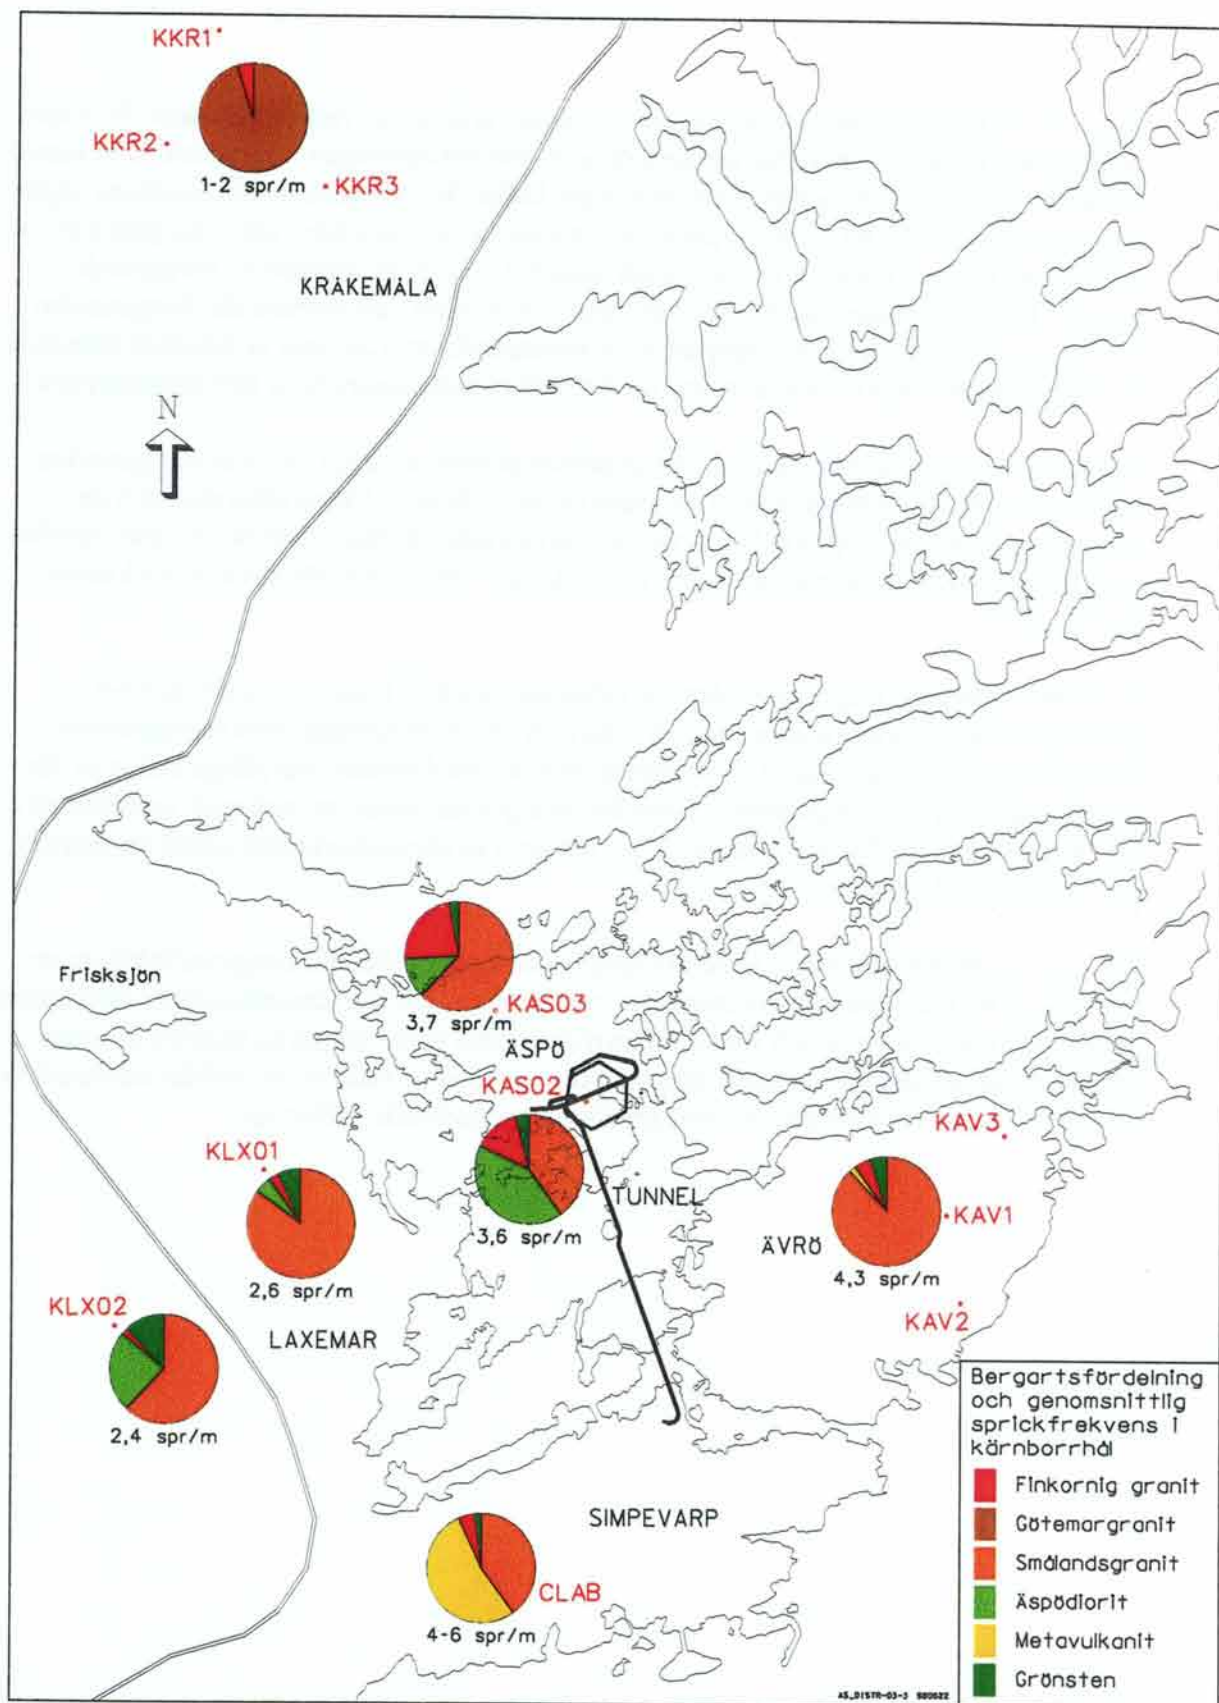 KKR1
KKR2
1-2 spr/m
KKR3
KRÅKEMÅLA
N
Frisksjön
KAS03
3,7 spr/m
ÄSPÖ
KAS02
KAV3
KLX01
TUNNEL
KAV1
3,6 spr/m
ÄVRÖ
4,3 spr/m
2,6 spr/m
KLX02
KAV2
LAXEMAR
2,4 spr/m
Bergartsfördelning
och genomsnittlig
sprickfrekvens i
kärnborrhål
Finkornig granit
Götemargranit
Smålandsgranit
Äspödiorit
Metavulkanit
Grönsten
SIMPEVARP
CLAB
4-6 spr/m